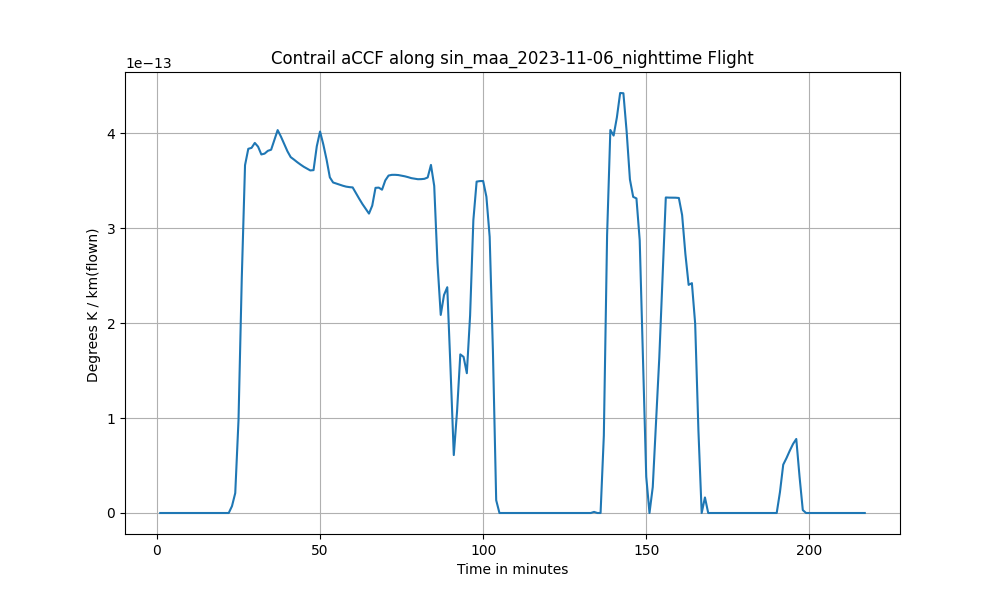 Contrail aCCF along sin_maa_2023-11-06_nighttime Flight
1e−13
4
3
2
1
0
Degrees K / km(flown)
0 50 100 150 200
Time in minutes